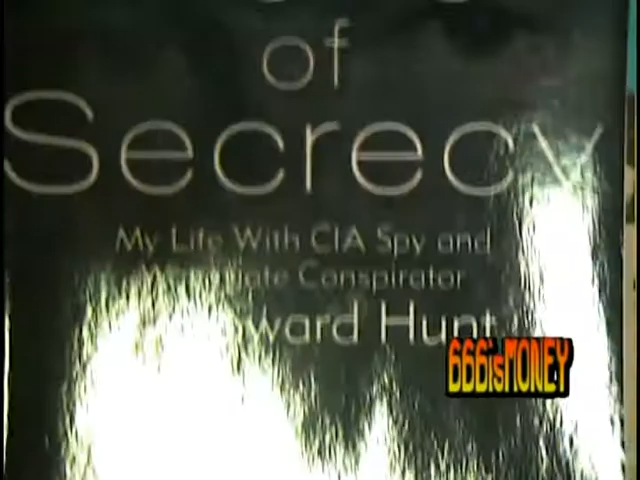 of
Secrecy
My Life With CIA Spy and
Conspirator
Hunt
666isMONEY